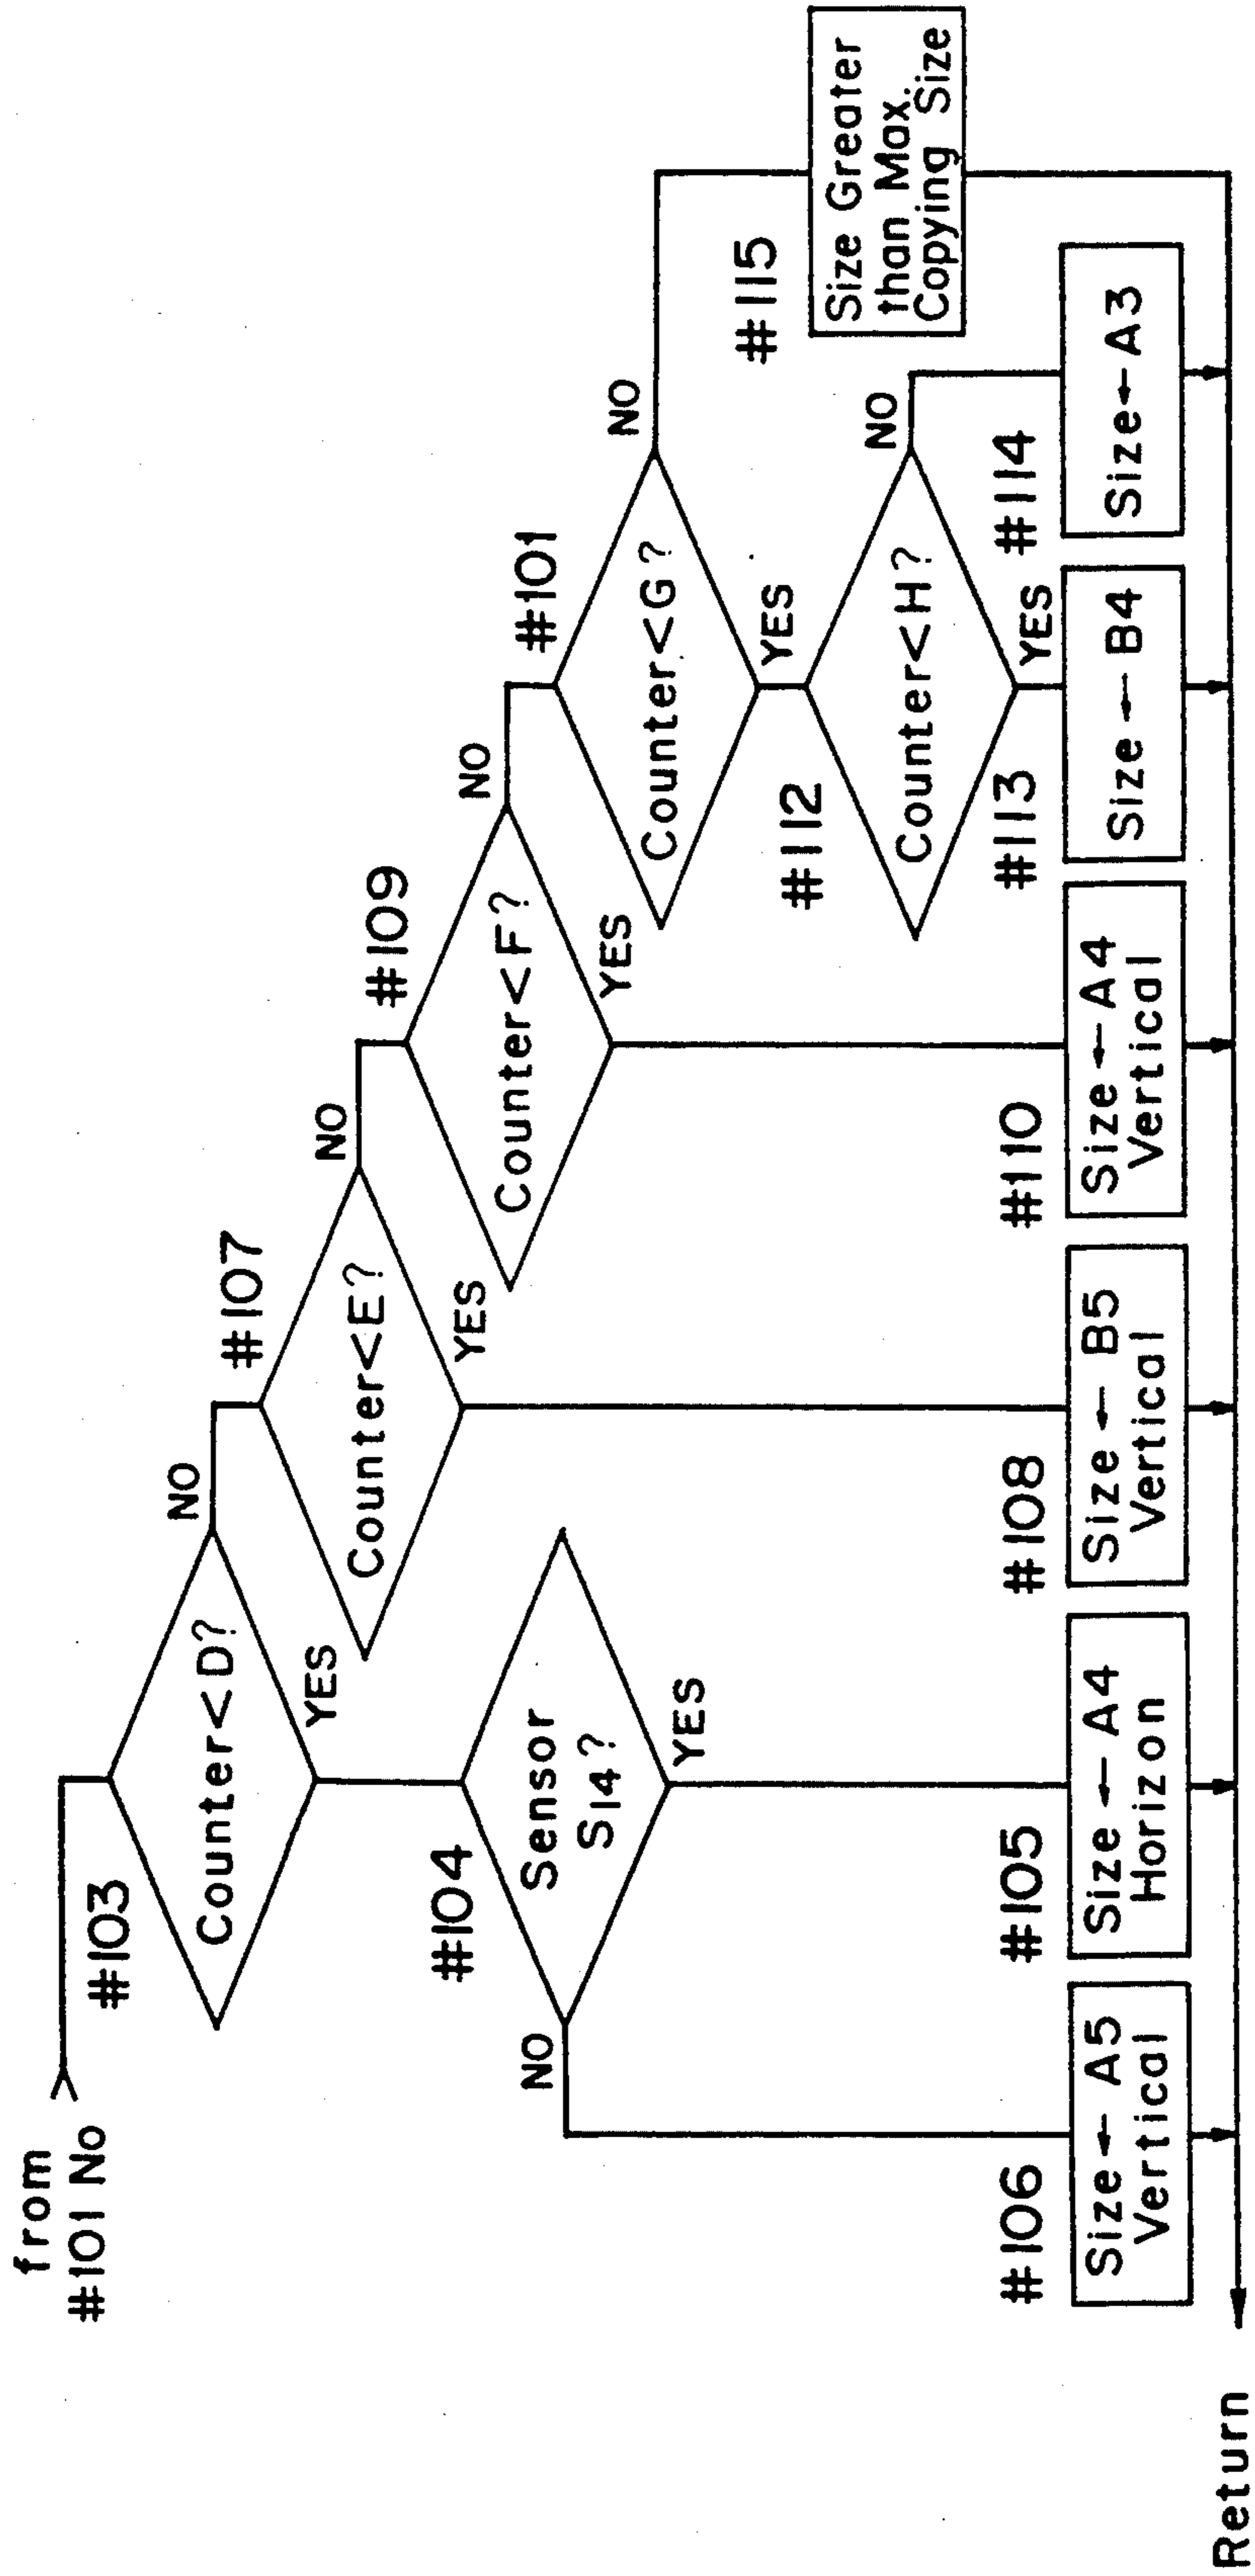 from
#101 No
#103
Counter<D?
NO
YES
#104
Sensor
S14?
NO
YES
#107
Counter<E?
NO
YES
#109
Counter<F?
NO
YES
#101
Counter<G?
NO
YES
#112
Counter<H?
NO
YES
#115
Size Greater
than Max.
Copying Size
#106
Size ← A5
Vertical
#105
Size ← A4
Horizon
#108
Size ← B5
Vertical
#110
Size ← A4
Vertical
#113
Size ← B4
#114
Size ← A3
Return